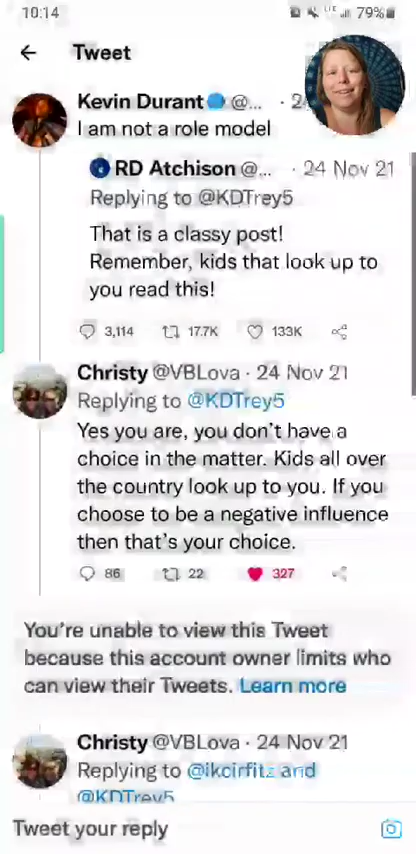 10:14
LTE
79%
Tweet
Kevin Durant @...
I am not a role model
RD Atchison @... · 24 Nov 21
Replying to @KDTrey5
That is a classy post!
Remember, kids that look up to
you read this!
3,114 17.7K 133K
Christy @VBLova · 24 Nov 21
Replying to @KDTrey5
Yes you are, you don't have a
choice in the matter. Kids all over
the country look up to you. If you
choose to be a negative influence
then that's your choice.
86 22 327
You're unable to view this Tweet
because this account owner limits who
can view their Tweets. Learn more
Christy @VBLova · 24 Nov 21
Replying to @ikcirfitz and
@KDTrey5
Tweet your reply